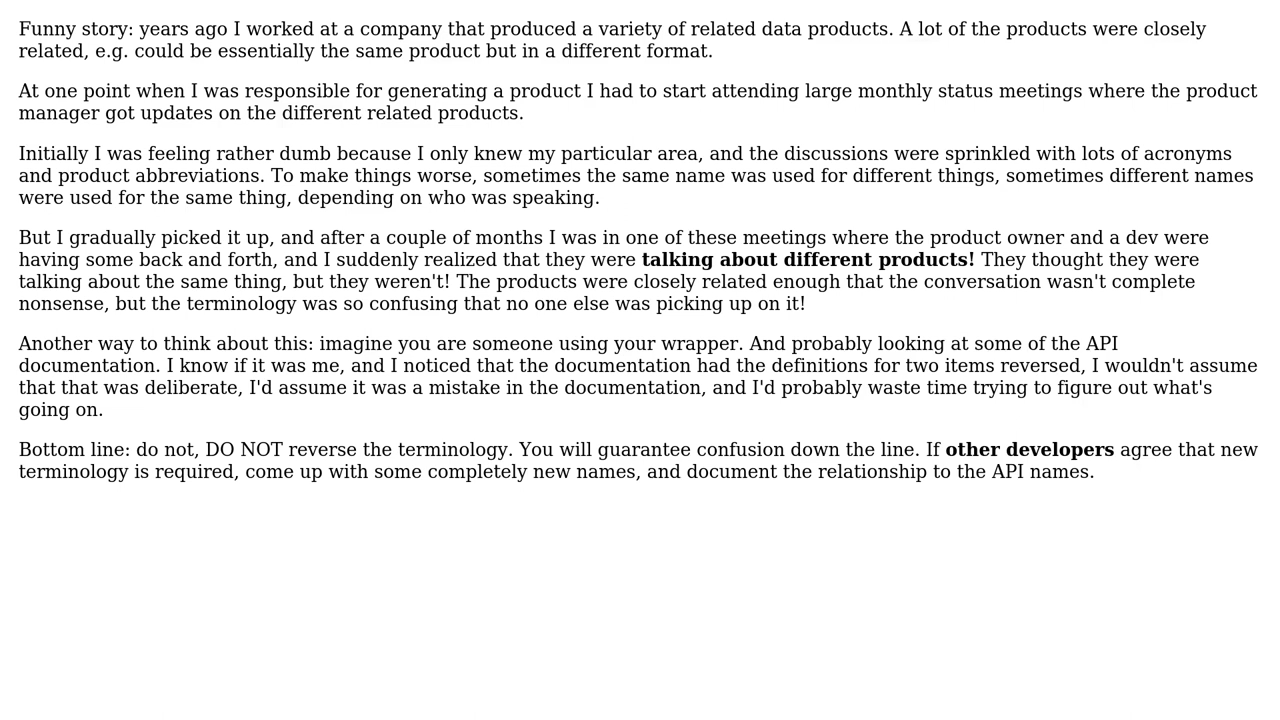 Funny story: years ago I worked at a company that produced a variety of related data products. A lot of the products were closely
related, e.g. could be essentially the same product but in a different format.
At one point when I was responsible for generating a product I had to start attending large monthly status meetings where the product
manager got updates on the different related products.
Initially I was feeling rather dumb because I only knew my particular area, and the discussions were sprinkled with lots of acronyms
and product abbreviations. To make things worse, sometimes the same name was used for different things, sometimes different names
were used for the same thing, depending on who was speaking.
But I gradually picked it up, and after a couple of months I was in one of these meetings where the product owner and a dev were
having some back and forth, and I suddenly realized that they were talking about different products! They thought they were
talking about the same thing, but they weren't! The products were closely related enough that the conversation wasn't complete
nonsense, but the terminology was so confusing that no one else was picking up on it!
Another way to think about this: imagine you are someone using your wrapper. And probably looking at some of the API
documentation. I know if it was me, and I noticed that the documentation had the definitions for two items reversed, I wouldn't assume
that that was deliberate, I'd assume it was a mistake in the documentation, and I'd probably waste time trying to figure out what's
going on.
Bottom line: do not, DO NOT reverse the terminology. You will guarantee confusion down the line. If other developers agree that new
terminology is required, come up with some completely new names, and document the relationship to the API names.